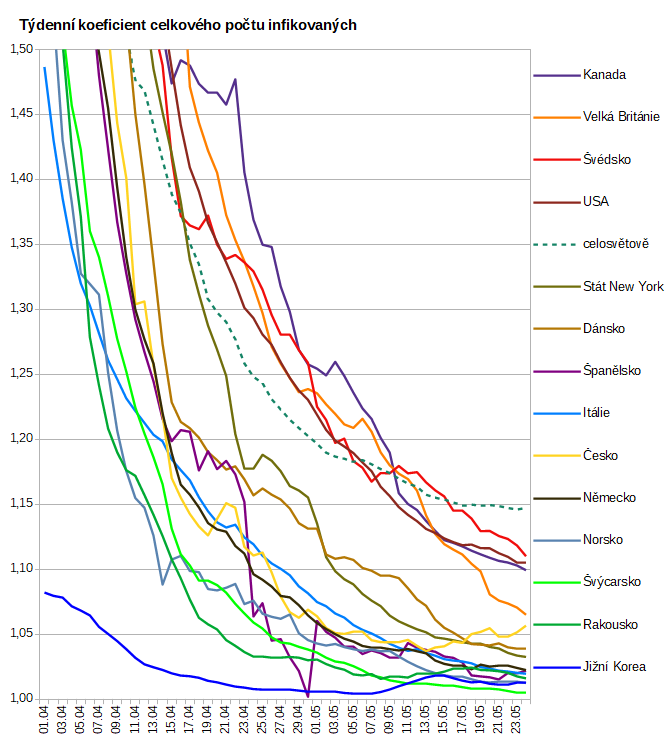 Týdenní koeficient celkového počtu infikovaných
1,50
1,45
1,40
1,35
1,30
1,25
1,20
1,15
1,10
1,05
1,00
Kanada
Velká Británie
Švédsko
USA
celosvětově
Stát New York
Dánsko
Španělsko
Itálie
Česko
Německo
Norsko
Švýcarsko
Rakousko
Jižní Korea
01.04
03.04
05.04
07.04
09.04
11.04
13.04
15.04
17.04
19.04
21.04
23.04
25.04
27.04
29.04
01.05
03.05
05.05
07.05
09.05
11.05
13.05
15.05
17.05
19.05
21.05
23.05